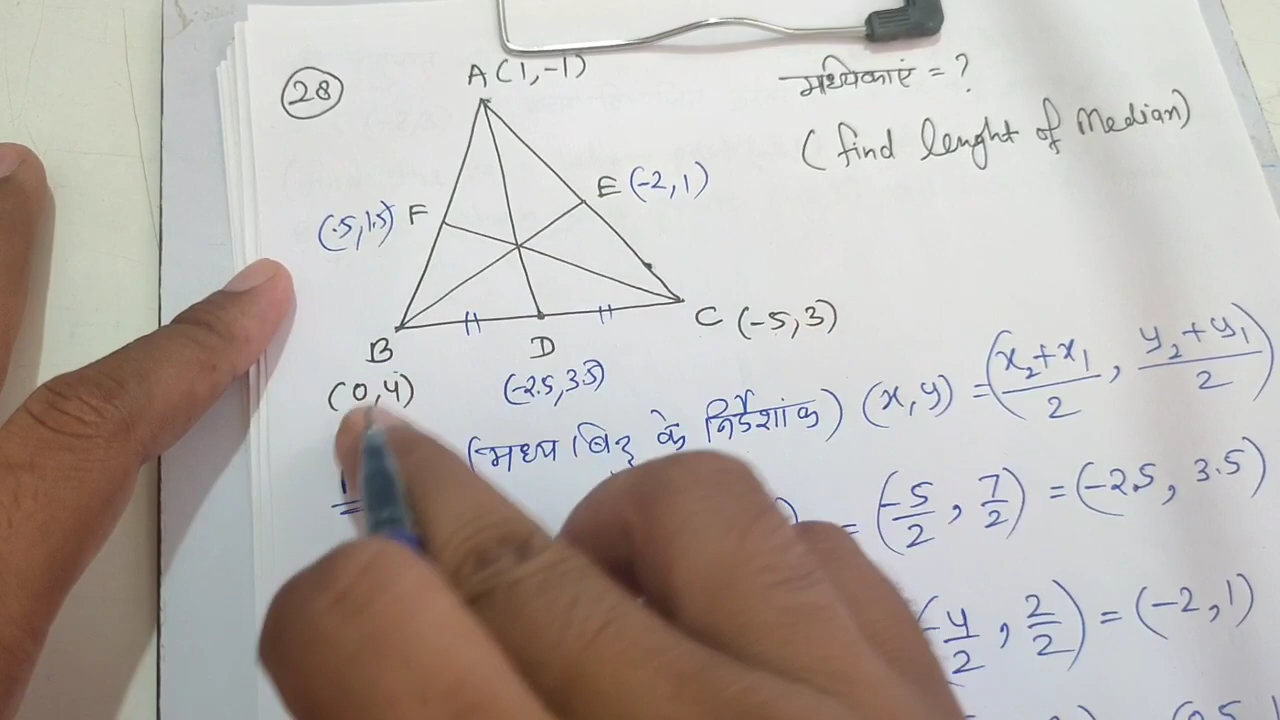 28
A (1,-1)
मध्यिकाएं = ?
(find lenght of Median)
E (-2,1)
(.5,1.5) F
C (-5,3)
B
D
(0,4)
(-2.5,3.5)
(मध्य बिंदु के निर्देशांक) (x,y) = (x₂+x₁/2, y₂+y₁/2)
= (-5/2, 7/2) = (-2.5, 3.5)
(-4/2, 2/2) = (-2,1)